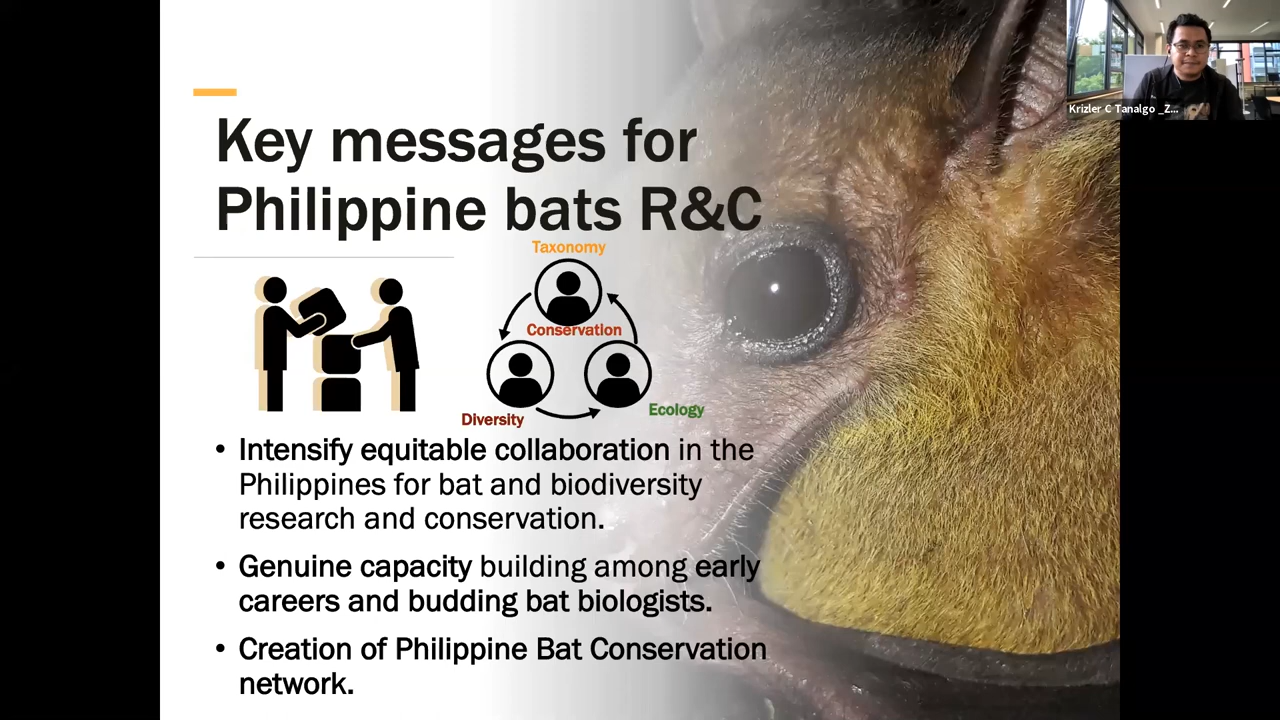 Krizler C Tanalgo _Z...
Key messages for
Philippine bats R&C
Taxonomy
Conservation
Diversity
Ecology
• Intensify equitable collaboration in the
Philippines for bat and biodiversity
research and conservation.
• Genuine capacity building among early
careers and budding bat biologists.
• Creation of Philippine Bat Conservation
network.